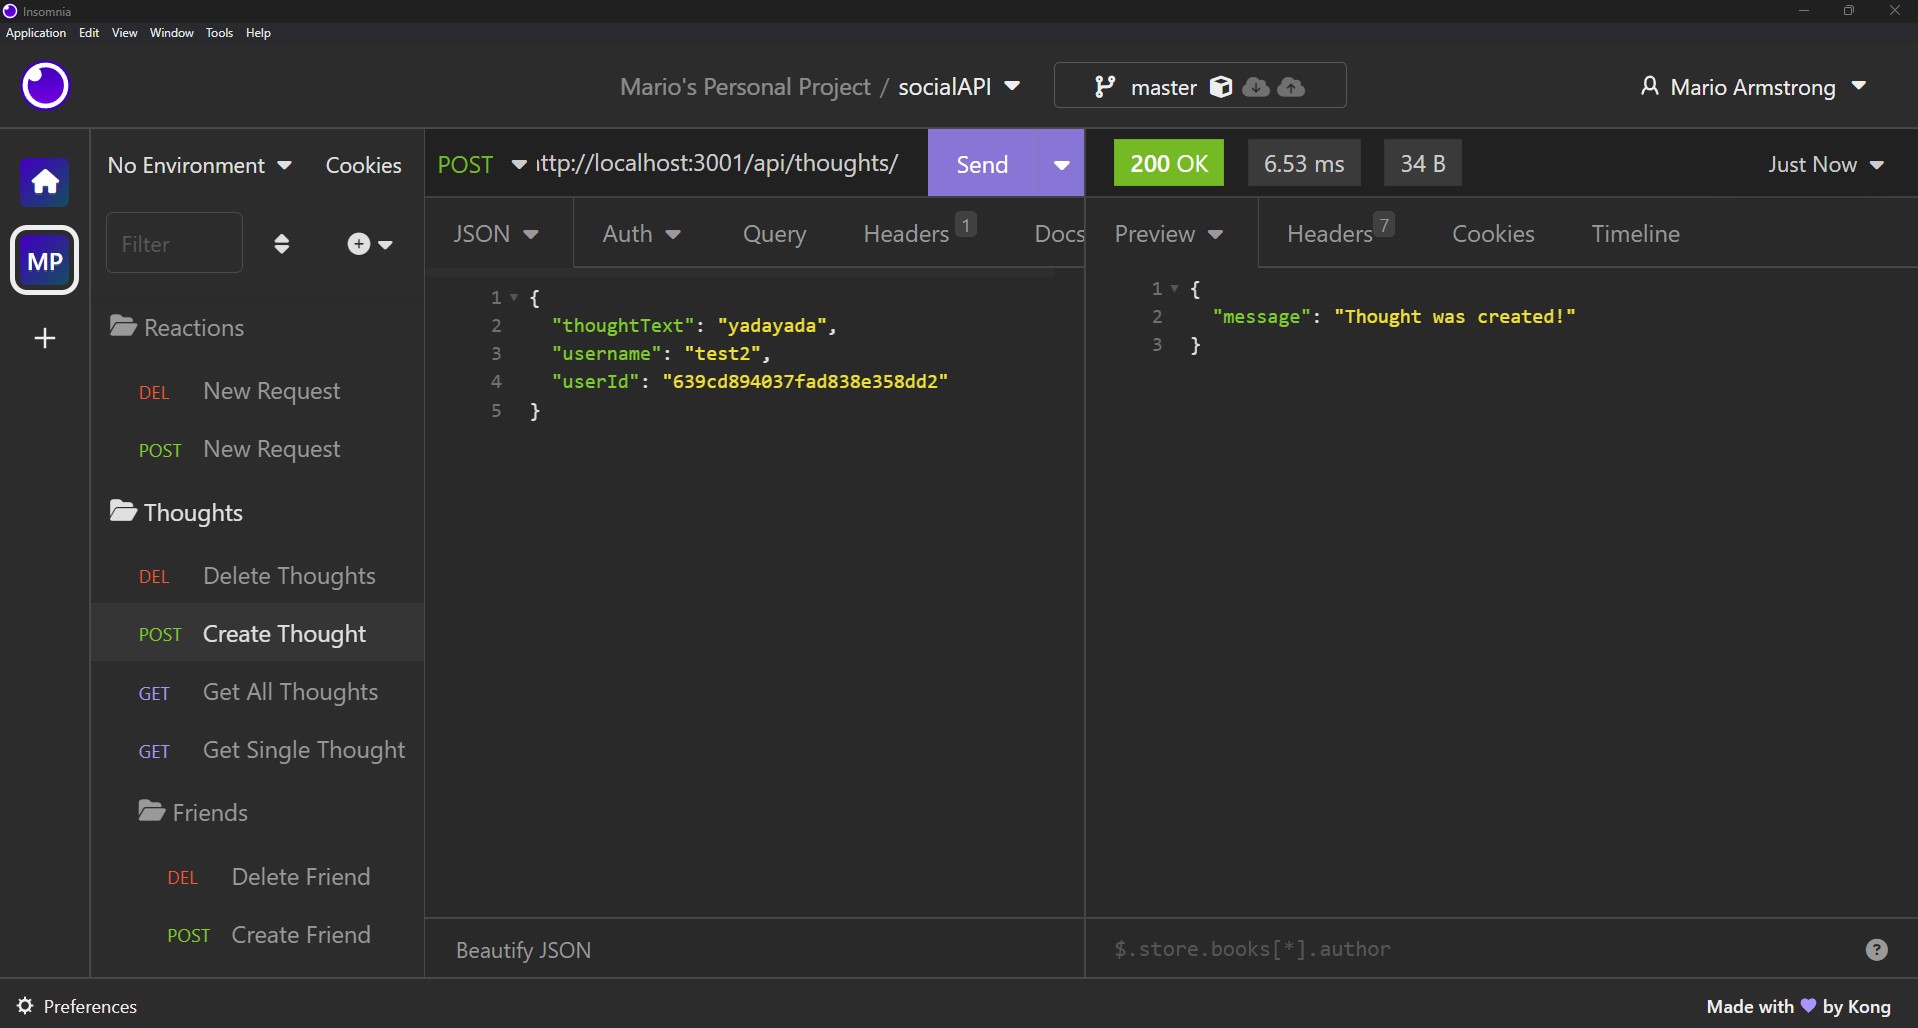 Insomnia
Application Edit View Window Tools Help
Mario's Personal Project / socialAPI
master
Mario Armstrong
No Environment Cookies
POST ttp://localhost:3001/api/thoughts/ Send
200 OK 6.53 ms 34 B Just Now
Filter
MP
JSON Auth Query Headers 1 Docs
Preview Headers 7 Cookies Timeline
Reactions
DEL New Request
POST New Request
Thoughts
DEL Delete Thoughts
POST Create Thought
GET Get All Thoughts
GET Get Single Thought
Friends
DEL Delete Friend
POST Create Friend
1 {
2 "thoughtText": "yadayada",
3 "username": "test2",
4 "userId": "639cd894037fad838e358dd2"
5 }
Beautify JSON
1 {
2 "message": "Thought was created!"
3 }
$.store.books[*].author ?
Preferences
Made with 💜 by Kong